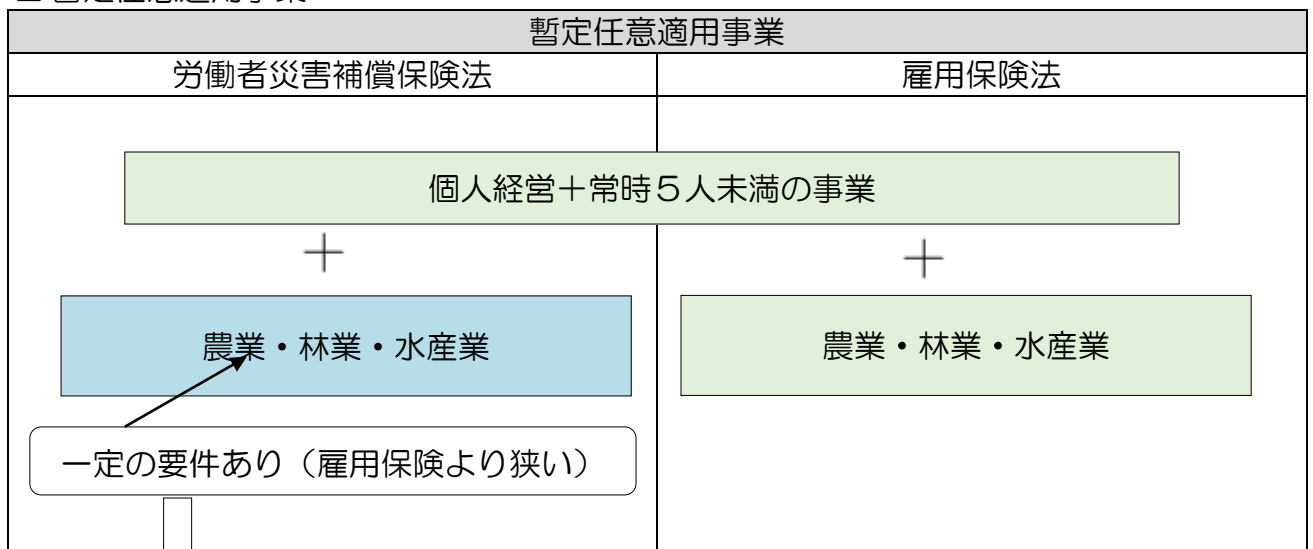 暫定任意適用事業
労働者災害補償保険法
雇用保険法
個人経営＋常時５人未満の事業
＋
＋
農業・林業・水産業
農業・林業・水産業
一定の要件あり（雇用保険より狭い）